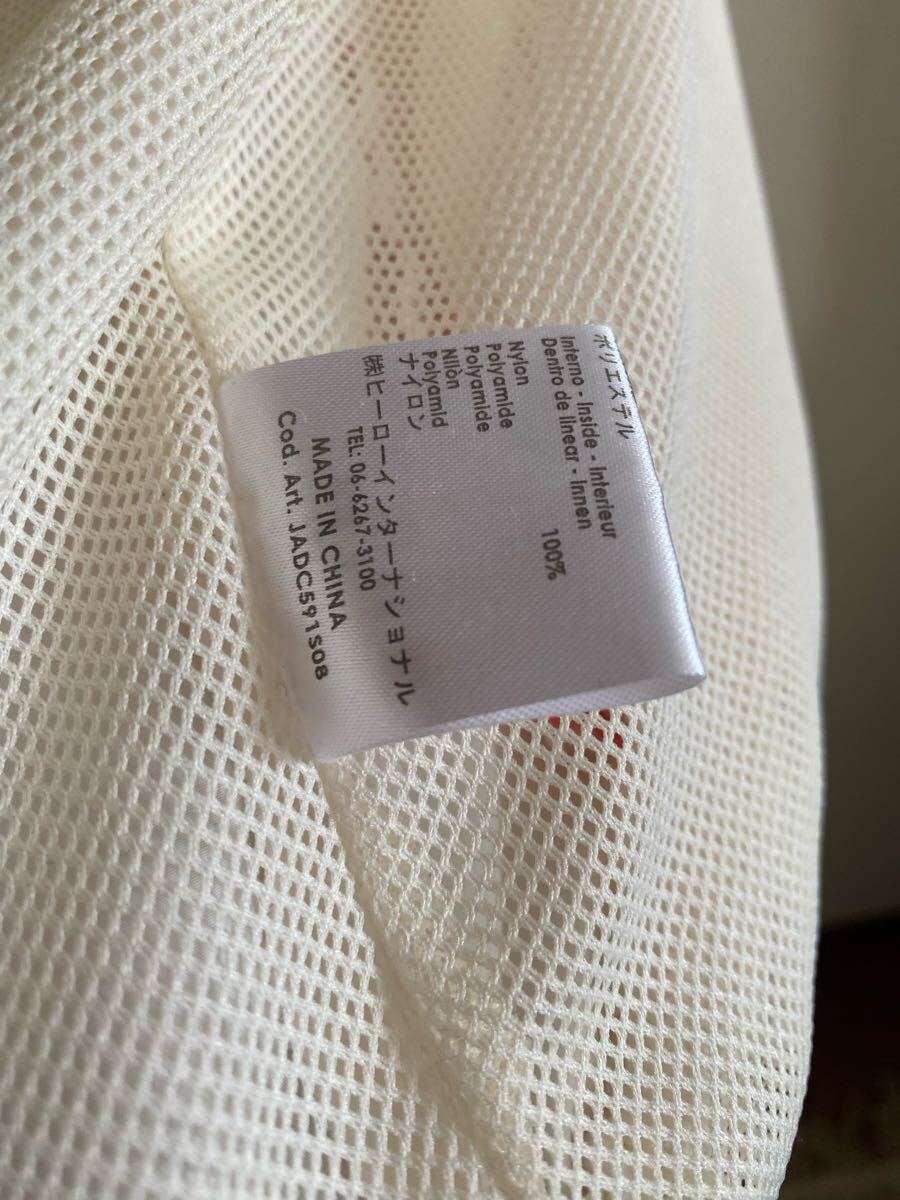 ポリエステル
Interno - Inside - Interieur
Dentro de linear - Innen
100%
Nylon
Polyamide
Polyamide
Nilón
Polyamid
ナイロン
㈱ヒーローインターナショナル
TEL: 06-6267-3100
MADE IN CHINA
Cod. Art. JADC591S08